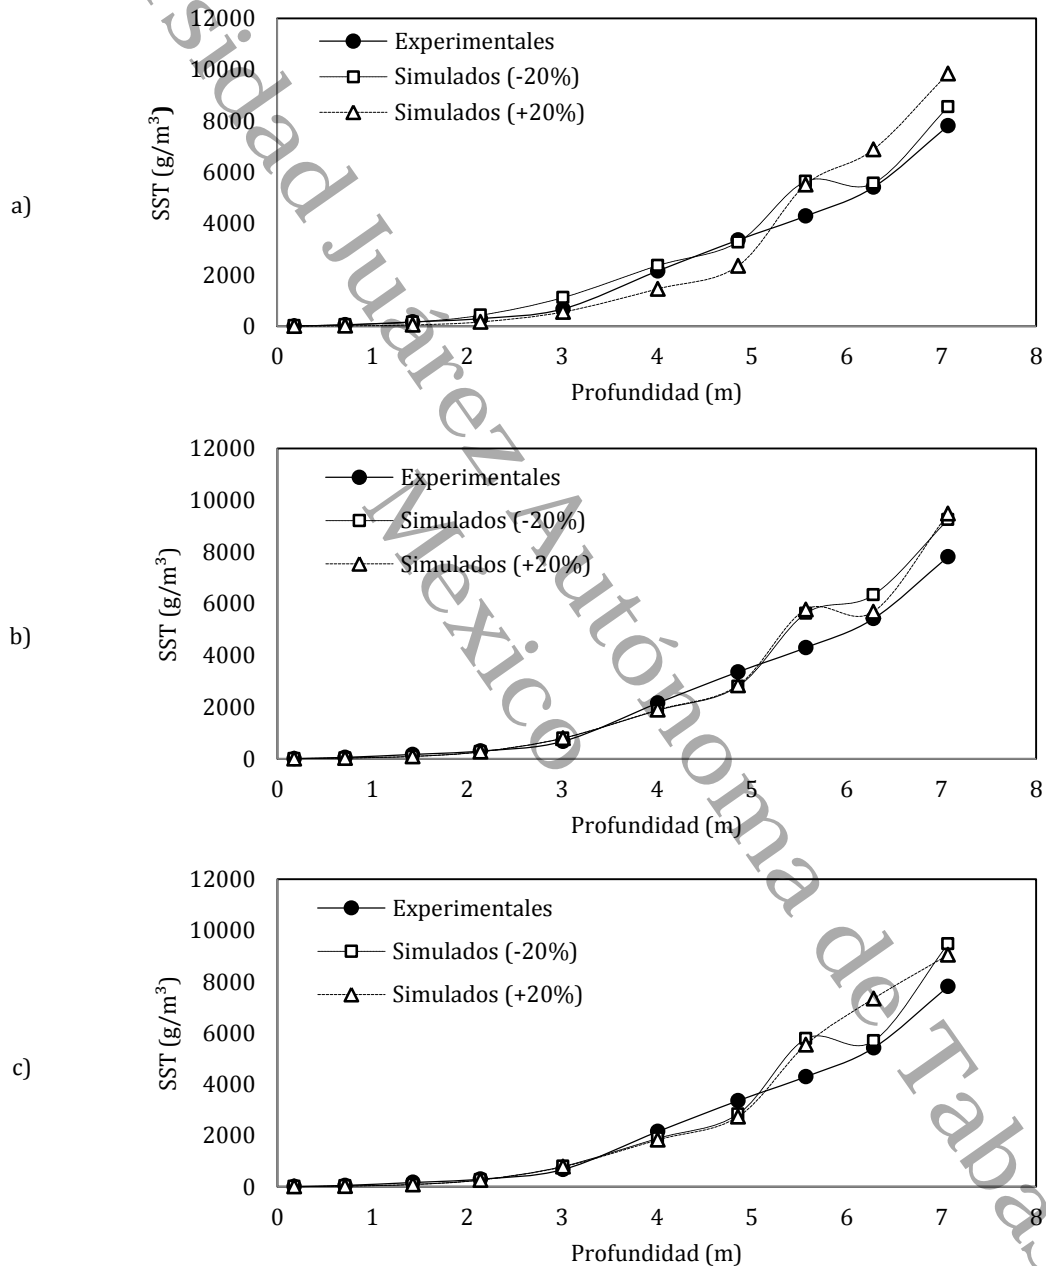 12000
10000
8000
6000
4000
2000
0
SST (g/m³)
Experimentales
Simulados (-20%)
Simulados (+20%)
a)
0 1 2 3 4 5 6 7 8
Profundidad (m)
12000
10000
8000
6000
4000
2000
0
SST (g/m³)
Experimentales
Simulados (-20%)
Simulados (+20%)
b)
0 1 2 3 4 5 6 7 8
Profundidad (m)
12000
10000
8000
6000
4000
2000
0
SST (g/m³)
Experimentales
Simulados (-20%)
Simulados (+20%)
c)
0 1 2 3 4 5 6 7 8
Profundidad (m)
sidad Juárez Autónoma de Tabas
México